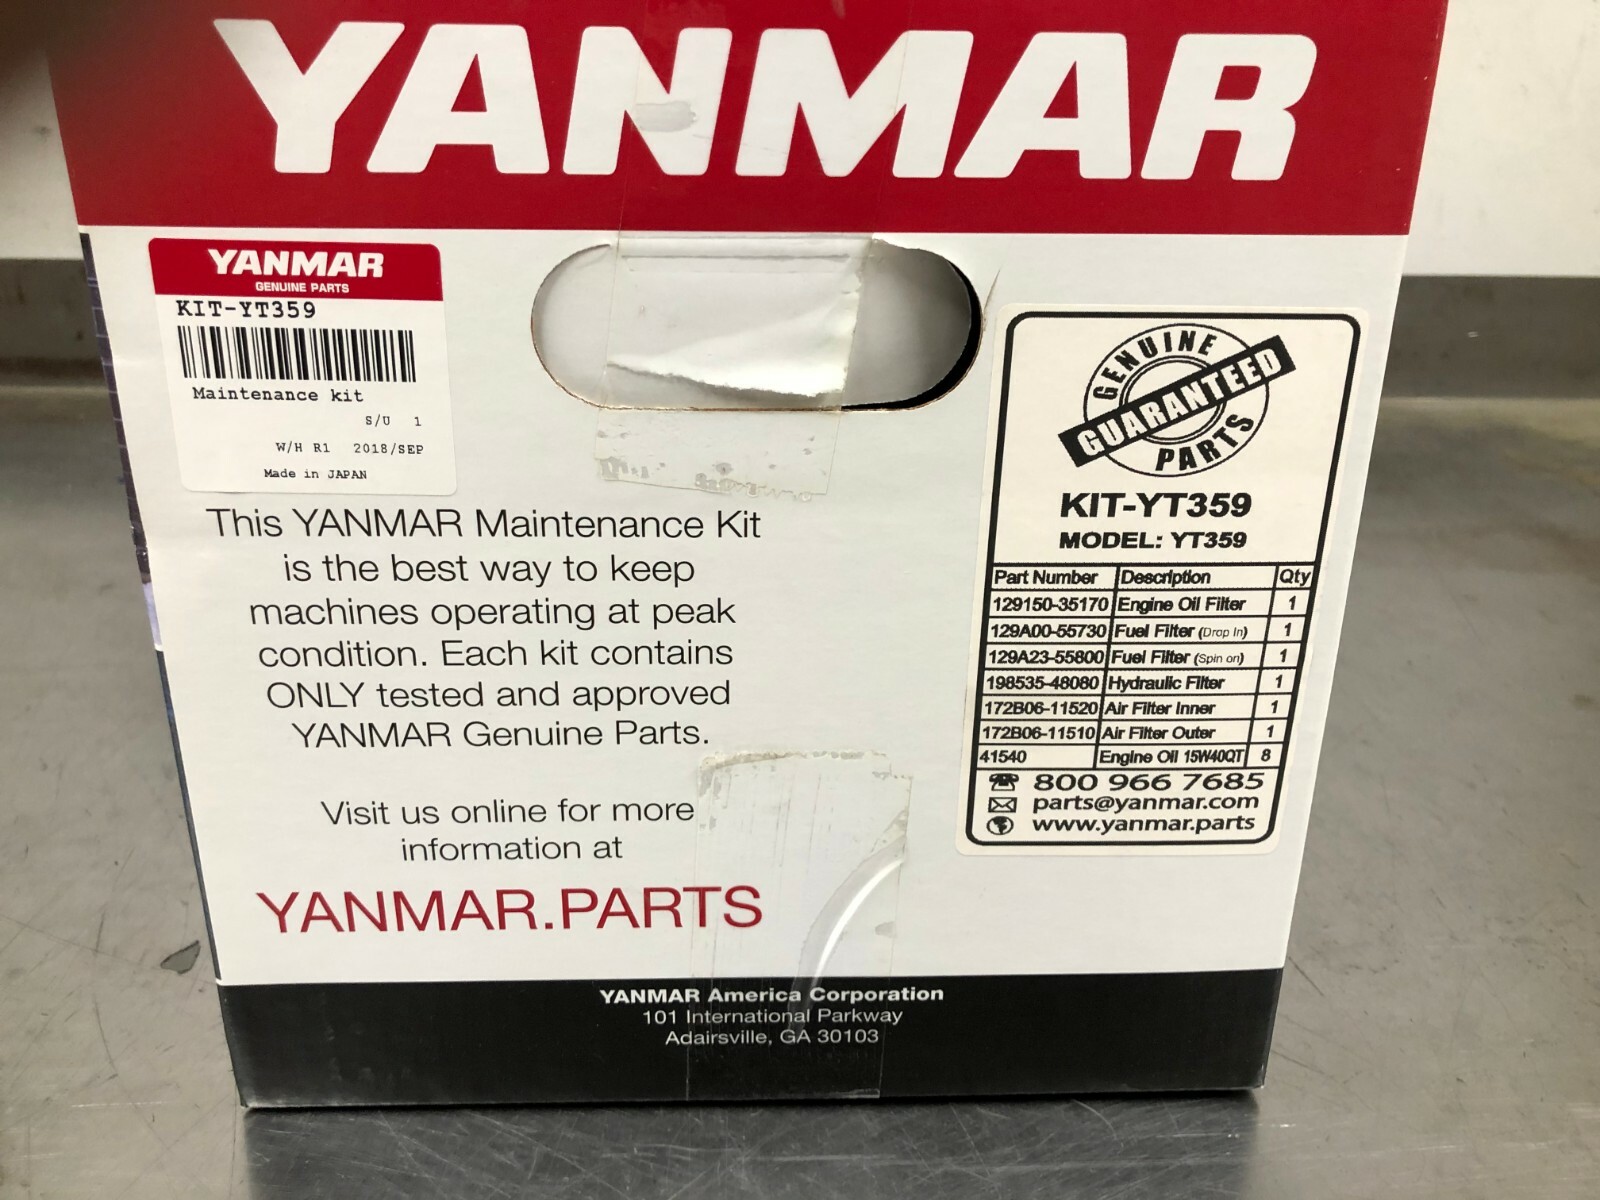 YANMAR
YANMAR
GENUINE PARTS
KIT-YT359
Maintenance kit
S/U 1
W/H R1 2018/SEP
Made in JAPAN
This YANMAR Maintenance Kit
is the best way to keep
machines operating at peak
condition. Each kit contains
ONLY tested and approved
YANMAR Genuine Parts.
Visit us online for more
information at
YANMAR.PARTS
GENUINE
GUARANTEED
PARTS
KIT-YT359
MODEL: YT359
Part Number Description Qty
129150-35170 Engine Oil Filter 1
129A00-55730 Fuel Filter (Drop In) 1
129A23-55800 Fuel Filter (Spin on) 1
198535-48080 Hydraulic Filter 1
172B06-11520 Air Filter Inner 1
172B06-11510 Air Filter Outer 1
41540 Engine Oil 15W40QT 8
800 966 7685
parts@yanmar.com
www.yanmar.parts
YANMAR America Corporation
101 International Parkway
Adairsville, GA 30103